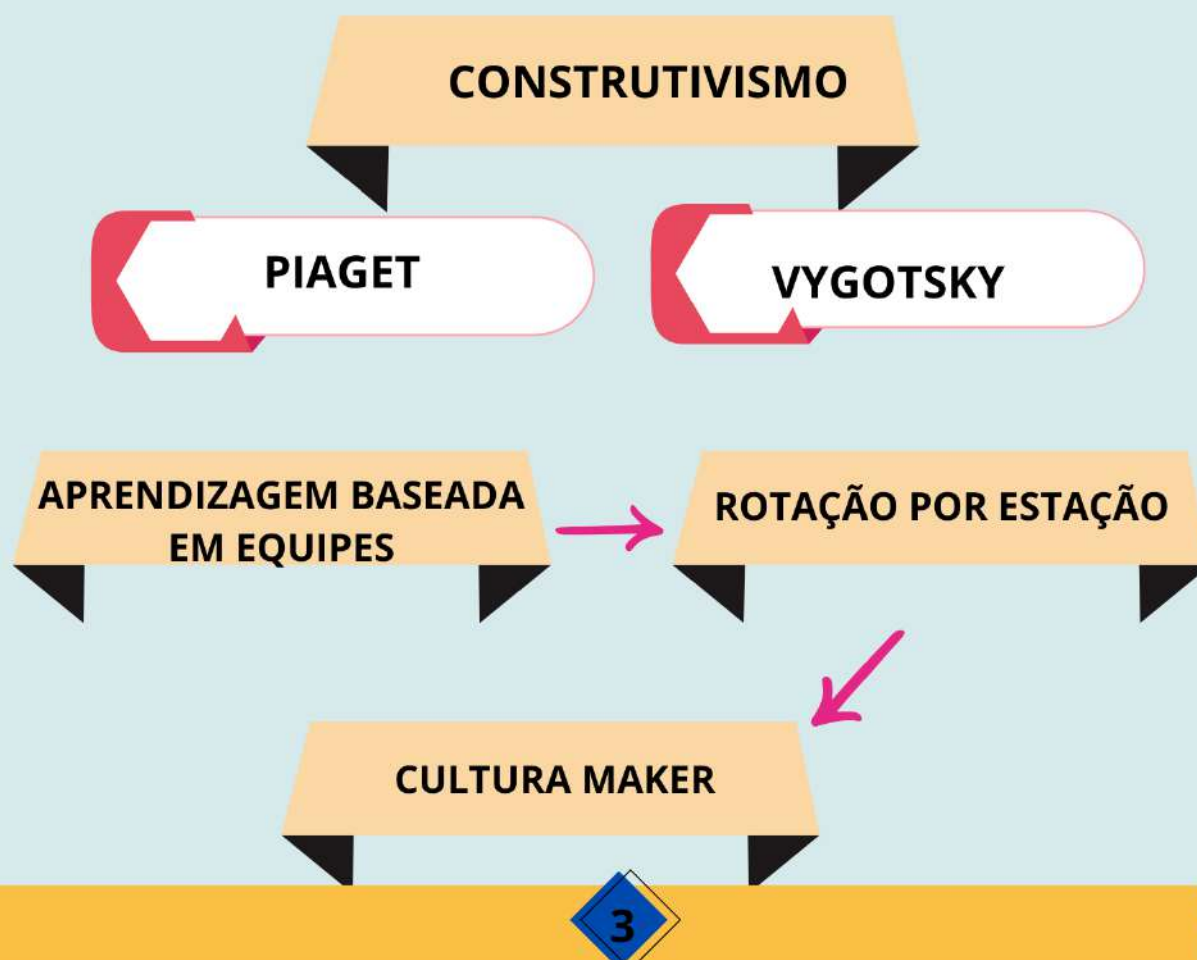 CONSTRUTIVISMO
PIAGET
VYGOTSKY
APRENDIZAGEM BASEADA
EM EQUIPES
ROTAÇÃO POR ESTAÇÃO
CULTURA MAKER
3